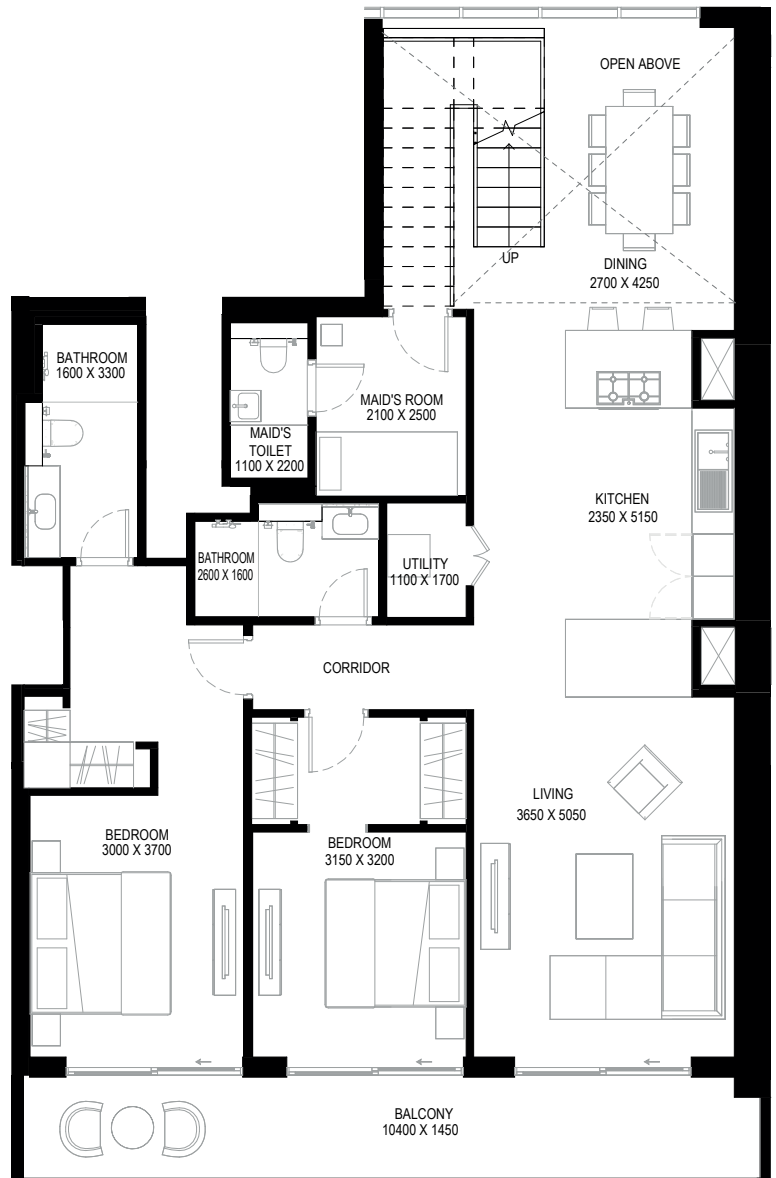 OPEN ABOVE
UP
DINING
2700 X 4250
BATHROOM
1600 X 3300
MAID'S ROOM
2100 X 2500
MAID'S
TOILET
1100 X 2200
KITCHEN
2350 X 5150
BATHROOM
2600 X 1600
UTILITY
1100 X 1700
CORRIDOR
LIVING
3650 X 5050
BEDROOM
3000 X 3700
BEDROOM
3150 X 3200
BALCONY
10400 X 1450